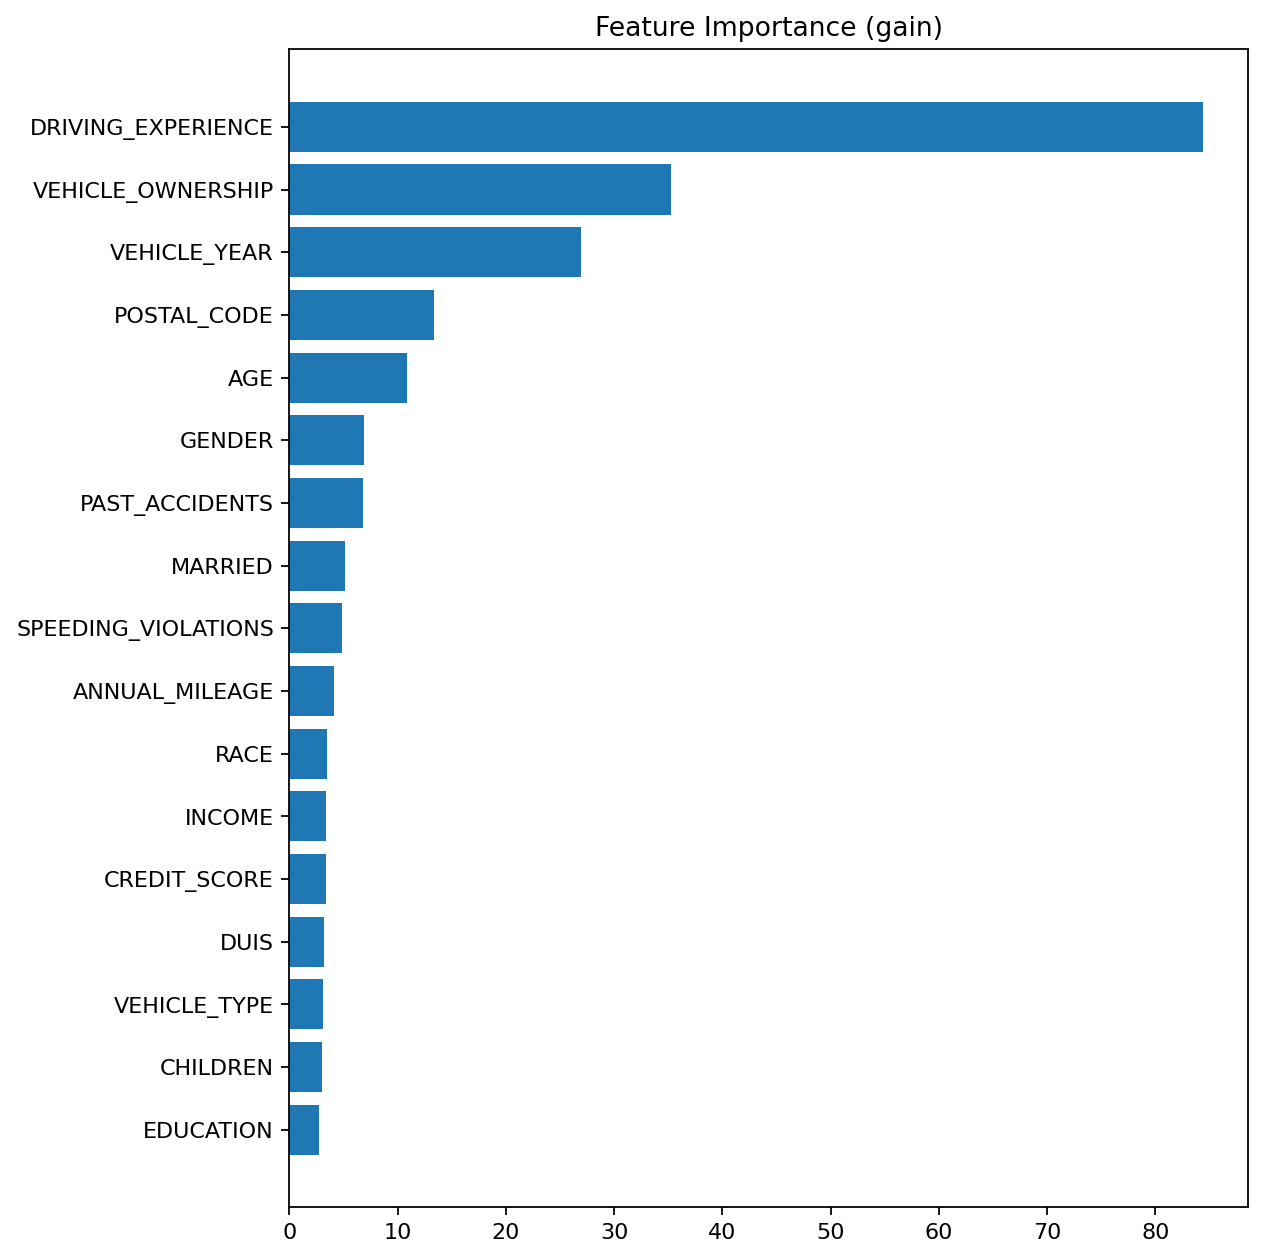 Feature Importance (gain)
DRIVING_EXPERIENCE
VEHICLE_OWNERSHIP
VEHICLE_YEAR
POSTAL_CODE
AGE
GENDER
PAST_ACCIDENTS
MARRIED
SPEEDING_VIOLATIONS
ANNUAL_MILEAGE
RACE
INCOME
CREDIT_SCORE
DUIS
VEHICLE_TYPE
CHILDREN
EDUCATION
0 10 20 30 40 50 60 70 80